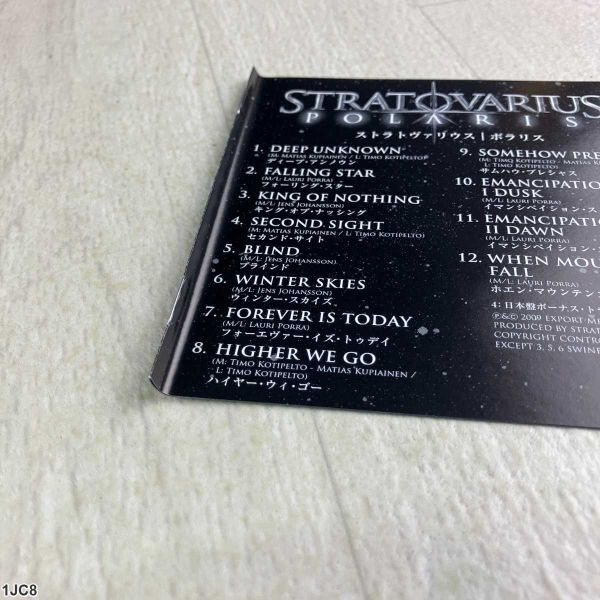 STRATOVARIUS
POLARIS
ストラトヴァリウス｜ポラリス
1. DEEP UNKNOWN
(M: MATIAS KUPIAINEN / L: TIMO KOTIPELTO)
ディープ・アンノウン
2. FALLING STAR
(M/L: LAURI PORRA)
フォーリング・スター
3. KING OF NOTHING
(M/L: JENS JOHANSSON)
キング・オブ・ナッシング
4. SECOND SIGHT
(M: MATIAS KUPIAINEN / L: TIMO KOTIPELTO)
セカンド・サイト
5. BLIND
(M/L: JENS JOHANSSON)
ブラインド
6. WINTER SKIES
(M/L: JENS JOHANSSON)
ウィンター・スカイズ
7. FOREVER IS TODAY
(M/L: LAURI PORRA)
フォーエヴァー・イズ・トゥデイ
8. HIGHER WE GO
(M: TIMO KOTIPELTO - MATIAS KUPIAINEN /
L: TIMO KOTIPELTO)
ハイヤー・ウィ・ゴー
9. SOMEHOW PRE
(M: TIMO KOTIPELTO - MATIAS
L: TIMO KOTIPELTO)
サムハウ・プレシャス
10. EMANCIPATIO
I DUSK
(M/L: LAURI PORRA)
イマンシペイション・ス
11. EMANCIPATIO
II DAWN
(M/L: LAURI PORRA)
イマンシペイション・
12. WHEN MOU
FALL
(M/L: LAURI PORRA)
ホエン・マウンテン
4: 日本盤ボーナス・ト
℗&© 2009 EXPORT M
PRODUCED BY STRAT
COPYRIGHT CONTRO
EXCEPT 3, 5, 6 SWINE
1JC8